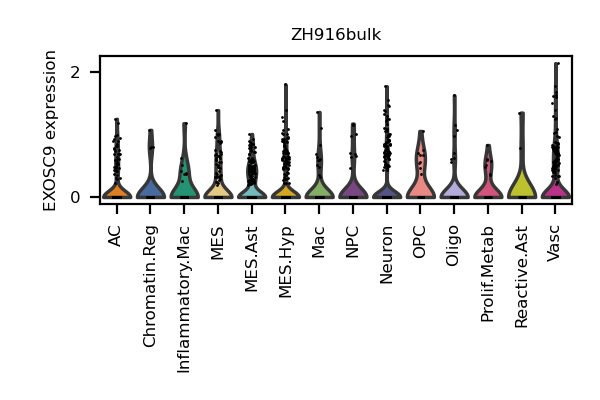 ZH916bulk
EXOSC9 expression
2
0
AC
Chromatin.Reg
Inflammatory.Mac
MES
MES.Ast
MES.Hyp
Mac
NPC
Neuron
OPC
Oligo
Prolif.Metab
Reactive.Ast
Vasc